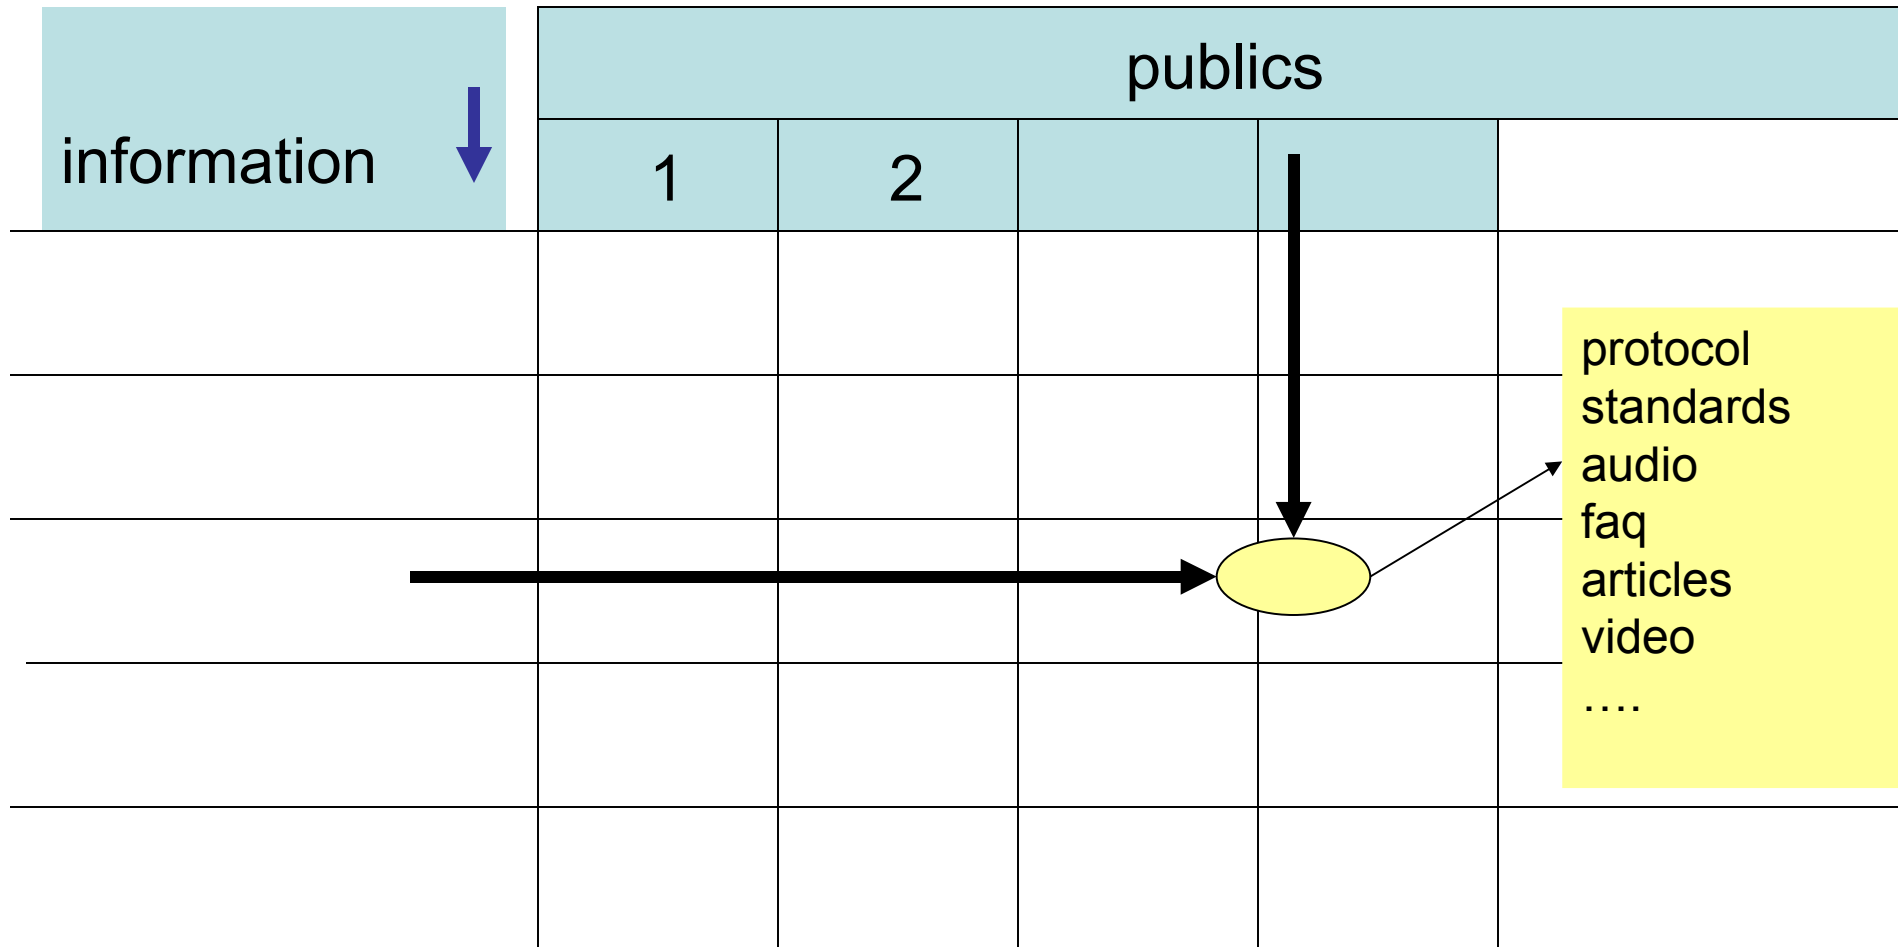 publics
information
1
2
protocol
standards
audio
faq
articles
video
….